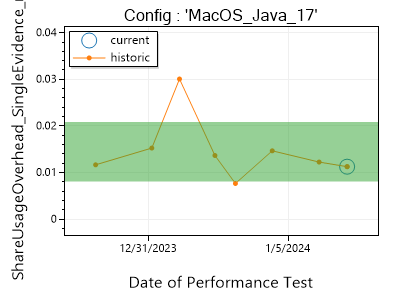 Config : 'MacOS_Java_17'
ShareUsageOverhead_SingleEvidence_
0.04
0.03
0.02
0.01
0
current
historic
12/31/2023
1/5/2024
Date of Performance Test